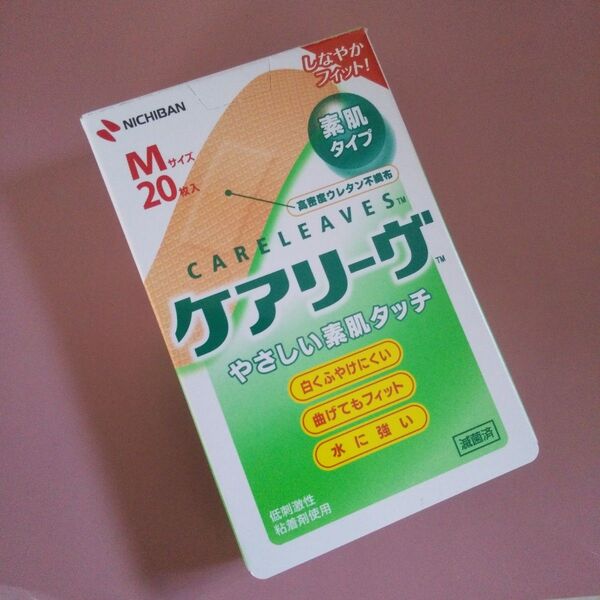 しなやか
フィット!
NICHIBAN
素肌
タイプ
Mサイズ
20枚入
高密度ウレタン不織布
CARELEAVES™
ケアリーヴ™
やさしい素肌タッチ
白くふやけにくい
曲げてもフィット
水に強い
滅菌済
低刺激性
粘着剤使用